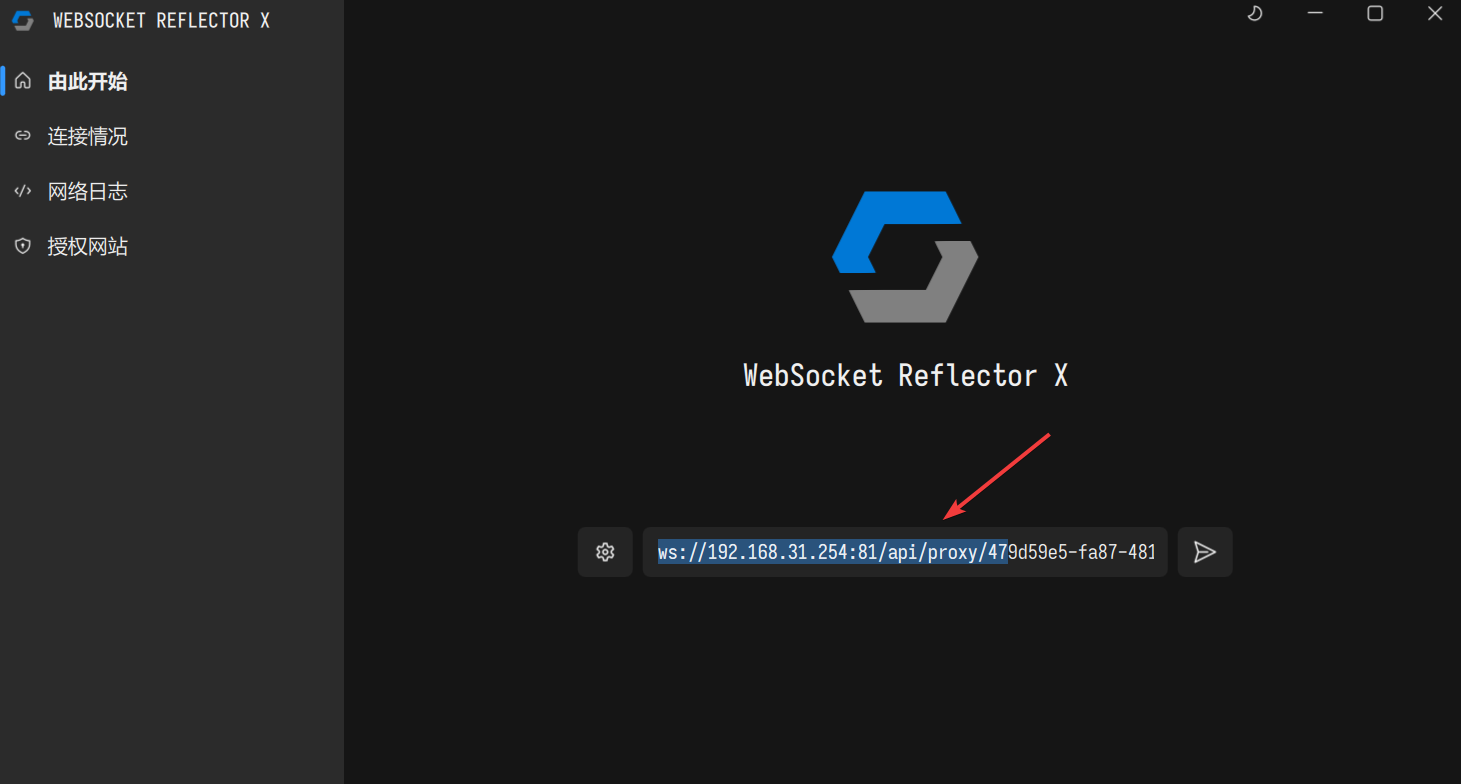 WEBSOCKET REFLECTOR X
由此开始
连接情况
网络日志
授权网站
WebSocket Reflector X
ws://192.168.31.254:81/api/proxy/479d59e5-fa87-481